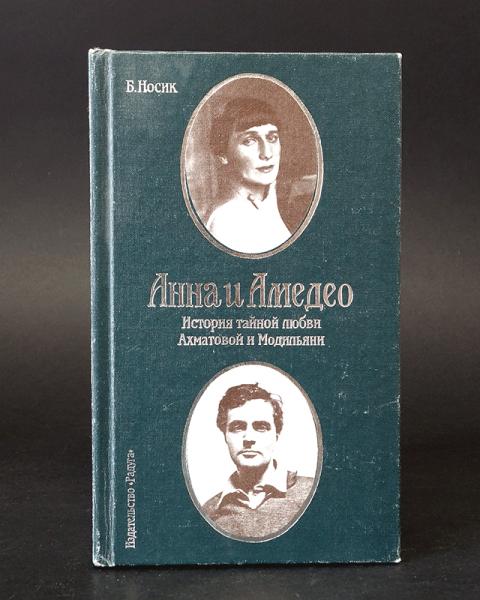 Б. Носик
Анна и Амедео
История тайной любви
Ахматовой и Модильяни
Издательство «Радуга»